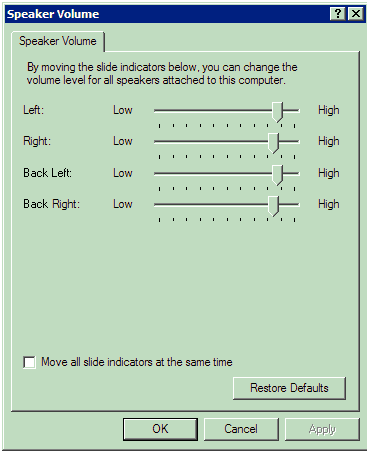 Speaker Volume
Speaker Volume
By moving the slide indicators below, you can change the
volume level for all speakers attached to this computer.
Left: Low High
Right: Low High
Back Left: Low High
Back Right: Low High
Move all slide indicators at the same time
Restore Defaults
OK Cancel Apply